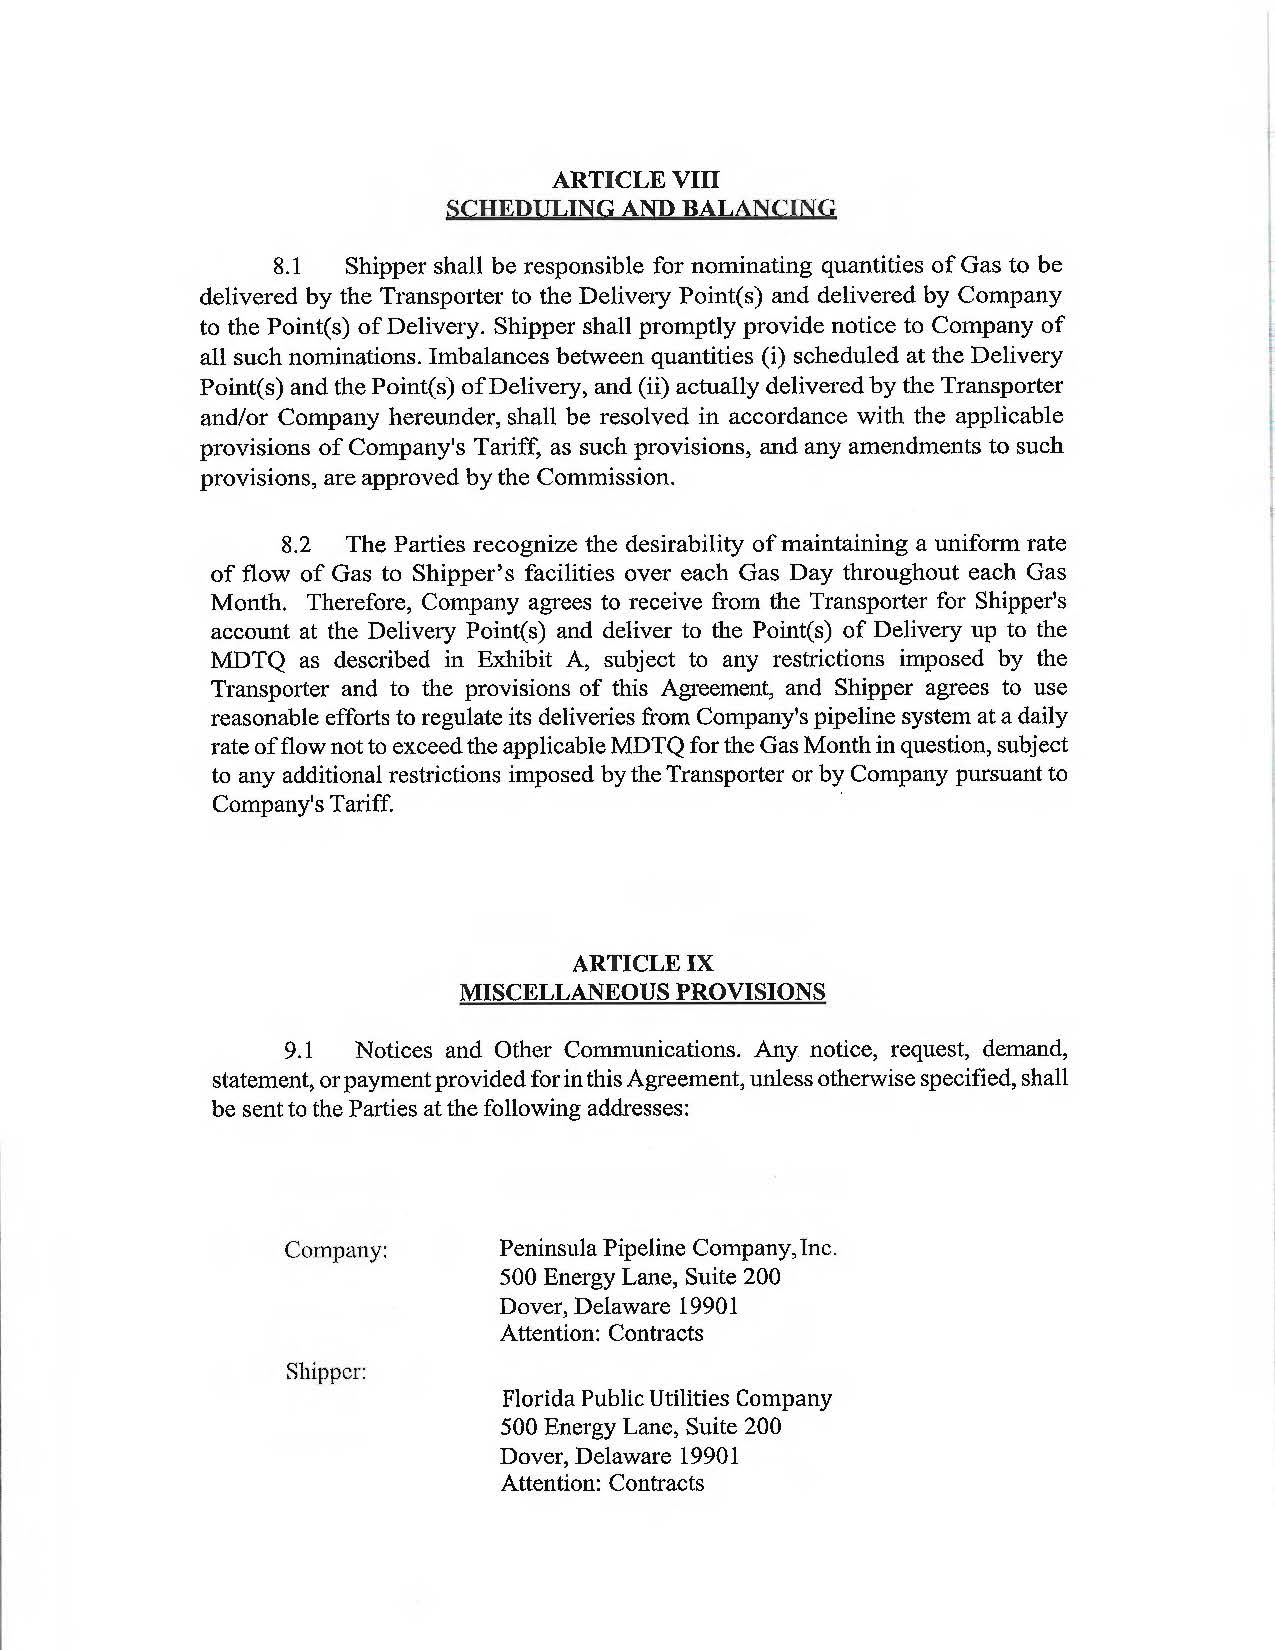 ARTICLE VIII
SCHEDULING AND BALANCING
8.1 Shipper shall be responsible for nominating quantities of Gas to be
delivered by the Transporter to the Delivery Point(s) and delivered by Company
to the Point(s) of Delivery. Shipper shall promptly provide notice to Company of
all such nominations. Imbalances between quantities (i) scheduled at the Delivery
Point(s) and the Point(s) of Delivery, and (ii) actually delivered by the Transporter
and/or Company hereunder, shall be resolved in accordance with the applicable
provisions of Company's Tariff, as such provisions, and any amendments to such
provisions, are approved by the Commission.
8.2 The Parties recognize the desirability of maintaining a uniform rate
of flow of Gas to Shipper's facilities over each Gas Day throughout each Gas
Month. Therefore, Company agrees to receive from the Transporter for Shipper's
account at the Delivery Point(s) and deliver to the Point(s) of Delivery up to the
MDTQ as described in Exhibit A, subject to any restrictions imposed by the
Transporter and to the provisions of this Agreement, and Shipper agrees to use
reasonable efforts to regulate its deliveries from Company's pipeline system at a daily
rate of flow not to exceed the applicable MDTQ for the Gas Month in question, subject
to any additional restrictions imposed by the Transporter or by Company pursuant to
Company's Tariff.
ARTICLE IX
MISCELLANEOUS PROVISIONS
9.1 Notices and Other Communications. Any notice, request, demand,
statement, or payment provided for in this Agreement, unless otherwise specified, shall
be sent to the Parties at the following addresses:
Company: Peninsula Pipeline Company, Inc.
500 Energy Lane, Suite 200
Dover, Delaware 19901
Attention: Contracts
Shipper:
Florida Public Utilities Company
500 Energy Lane, Suite 200
Dover, Delaware 19901
Attention: Contracts